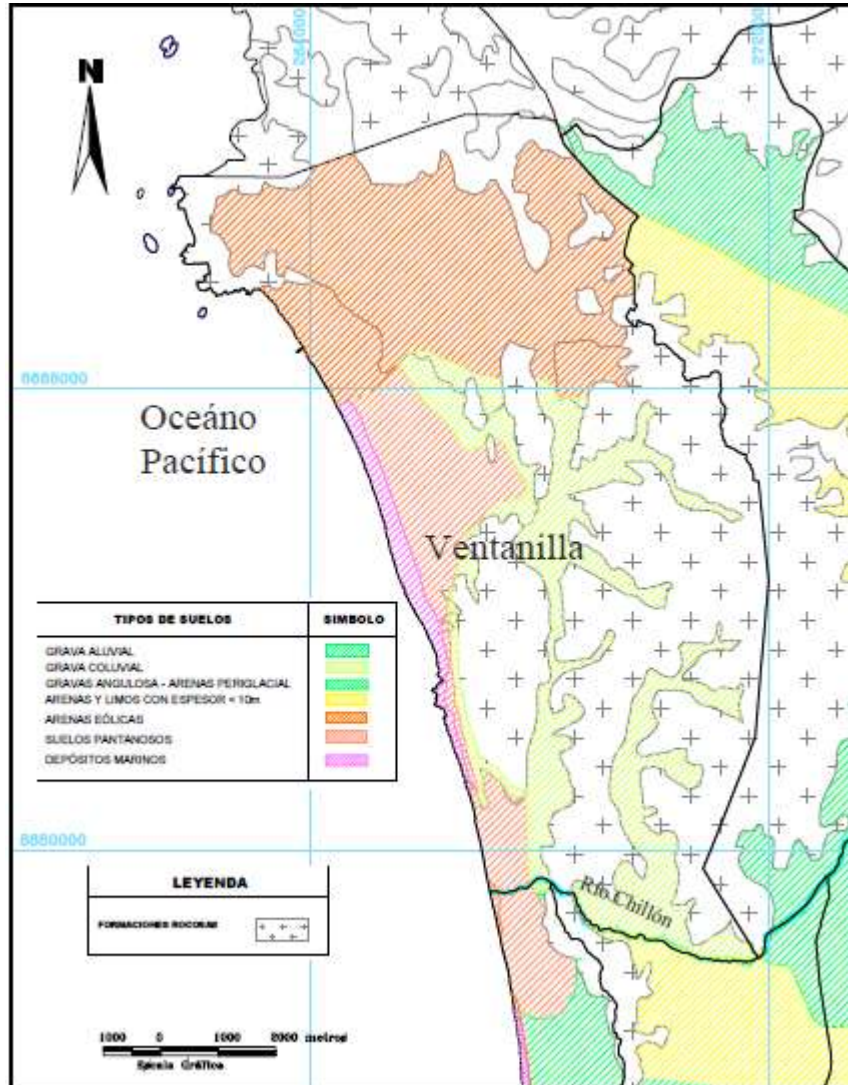 N
264000
272000
8688000
Oceáno
Pacífico
Ventanilla
TIPOS DE SUELOS SIMBOLO
GRAVA ALUVIAL
GRAVA COLUVIAL
GRAVAS ANGULOSA - ARENAS PERIGLACIAL
ARENAS Y LIMOS CON ESPESOR < 10m
ARENAS EÓLICAS
SUELOS PANTANOSOS
DEPÓSITOS MARINOS
8680000
LEYENDA
FORMACIONES ROCOSAS
Río Chillón
1000 0 1000 2000 metros
Escala Gráfica